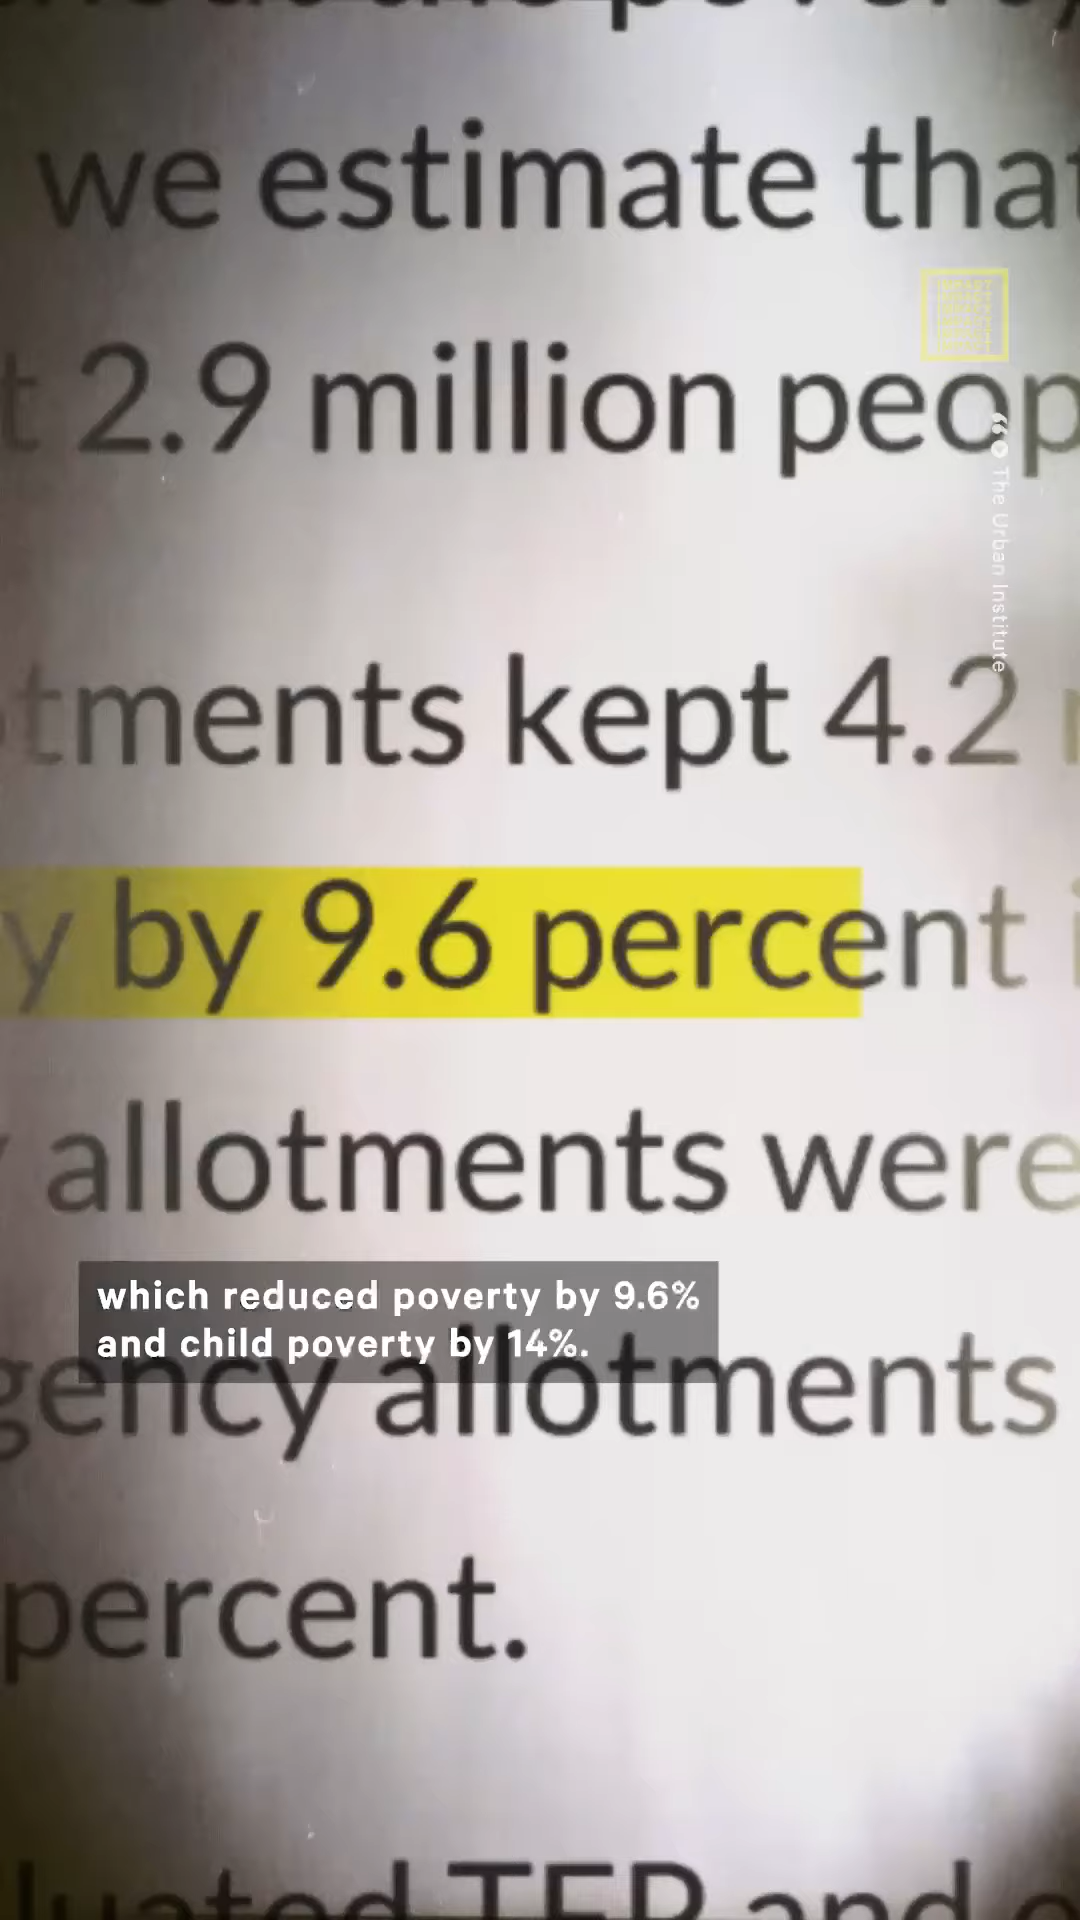 we estimate that
2.9 million peop
The Urban Institute
tments kept 4.2
y by 9.6 percent
allotments were
which reduced poverty by 9.6%
and child poverty by 14%.
gency allotments
percent.